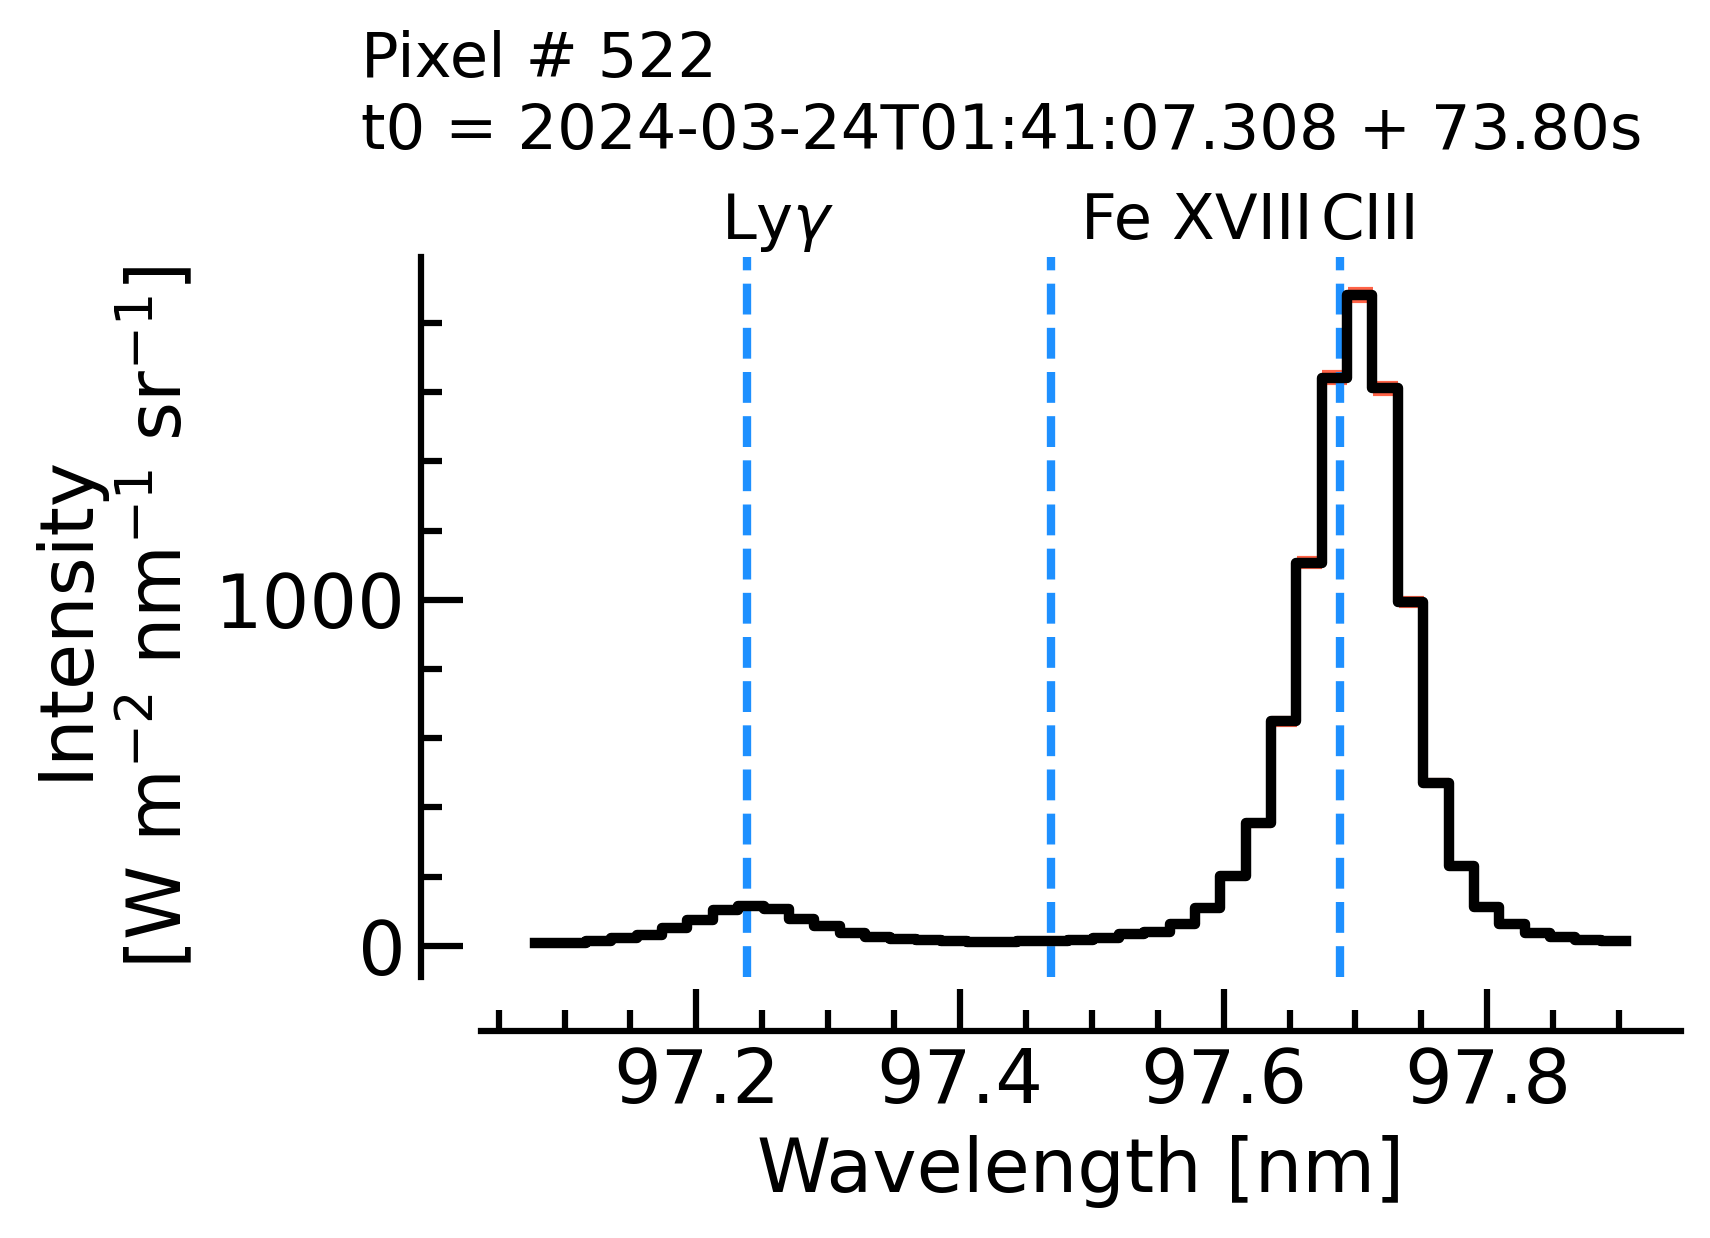 Pixel # 522
t0 = 2024-03-24T01:41:07.308 + 73.80s
Lyγ Fe XVIII CIII
Intensity
[W m⁻² nm⁻¹ sr⁻¹]
1000
0
97.2 97.4 97.6 97.8
Wavelength [nm]